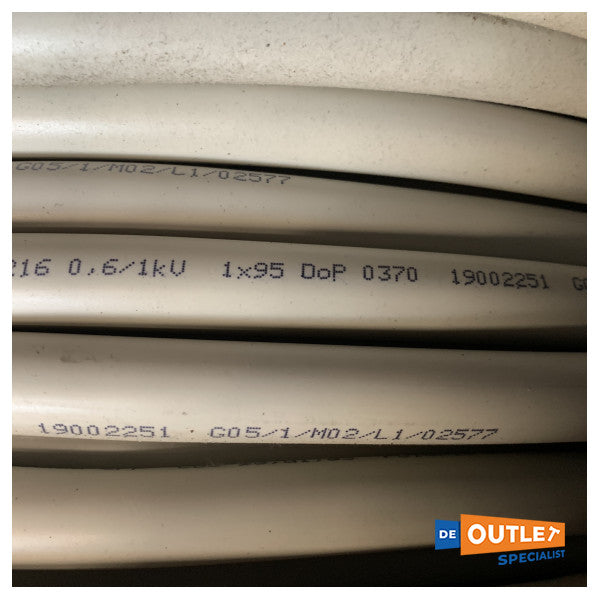 G05/1/M02/L1/02577
216 0,6/1kV 1x95 DoP 0370 19002251 G
19002251 · G05/1/M02/L1/02577
DE OUTLET
SPECIALIST